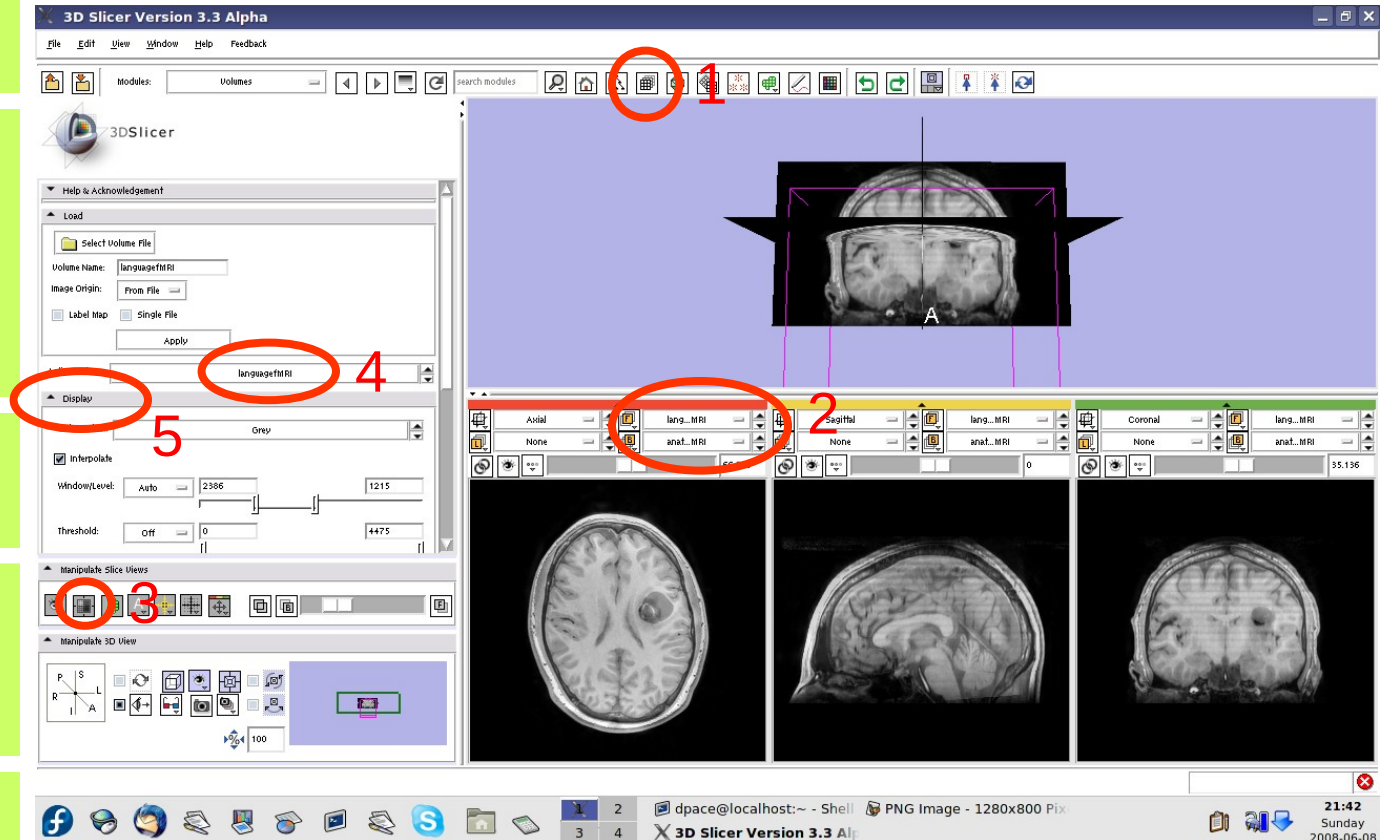 3D Slicer Version 3.3 Alpha
File Edit View Window Help Feedback
Modules: Volumes search modules
1
3DSlicer
Help & Acknowledgement
Load
Select Volume File
Volume Name: languagefMRI
Image Origin: From File
Label Map Single File
Apply
languagefMRI
4
Display
5
Grey
Interpolate
Window/Level: Auto 2386 1215
Threshold: Off 0 4475
Manipulate Slice Views
3
Manipulate 3D View
P S
R L
I A
% 100
A
2
Axial F lang...MRI
L None B anat...MRI
Sagittal F lang...MRI
L None B anat...MRI
0
Coronal F lang...MRI
L None B anat...MRI
35.136
1 2
3 4
dpace@localhost:~ - Shell PNG Image - 1280x800 Pix
3D Slicer Version 3.3 Alp
21:42
Sunday
2008-06-08